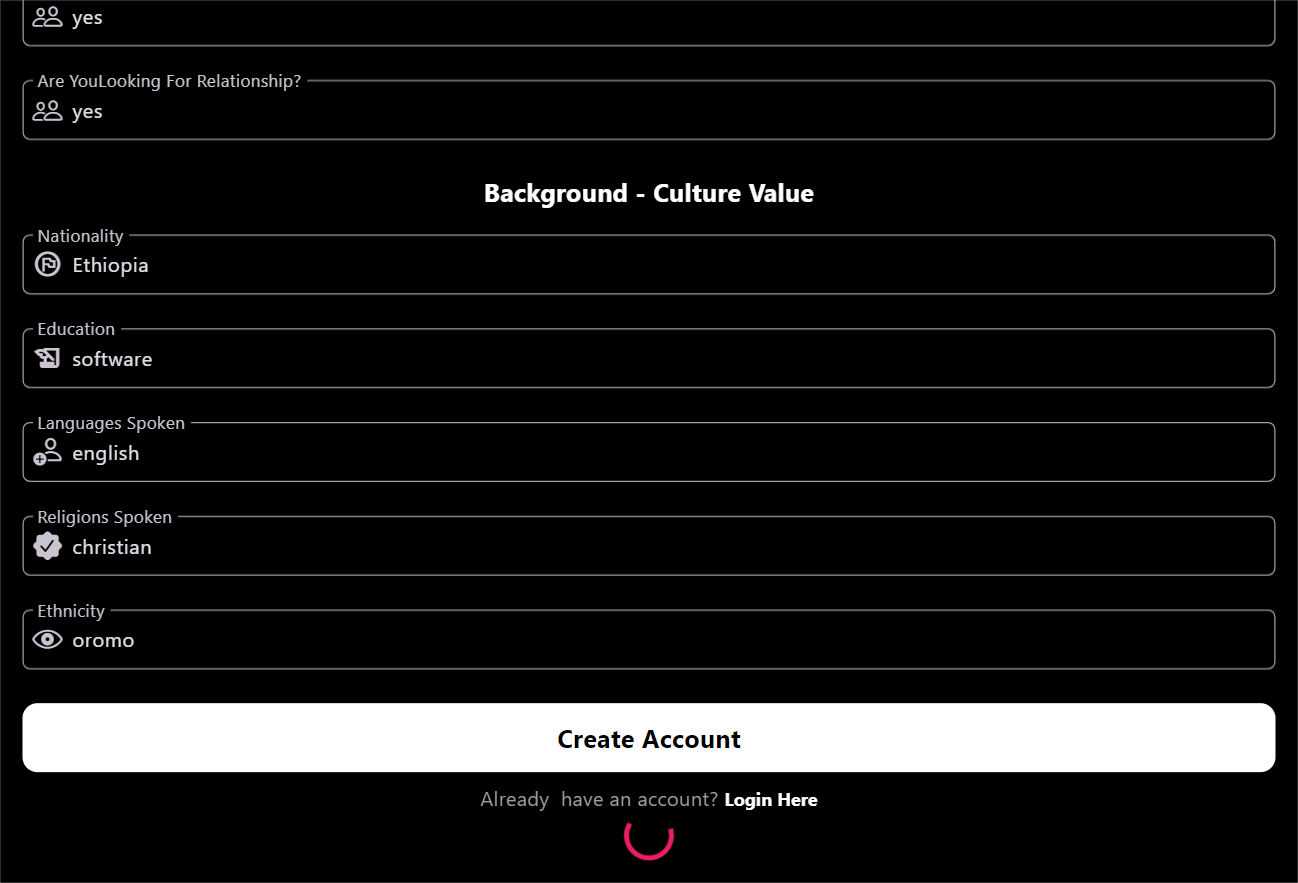 yes
Are YouLooking For Relationship?
yes
Background - Culture Value
Nationality
Ethiopia
Education
software
Languages Spoken
english
Religions Spoken
christian
Ethnicity
oromo
Create Account
Already  have an account? Login Here